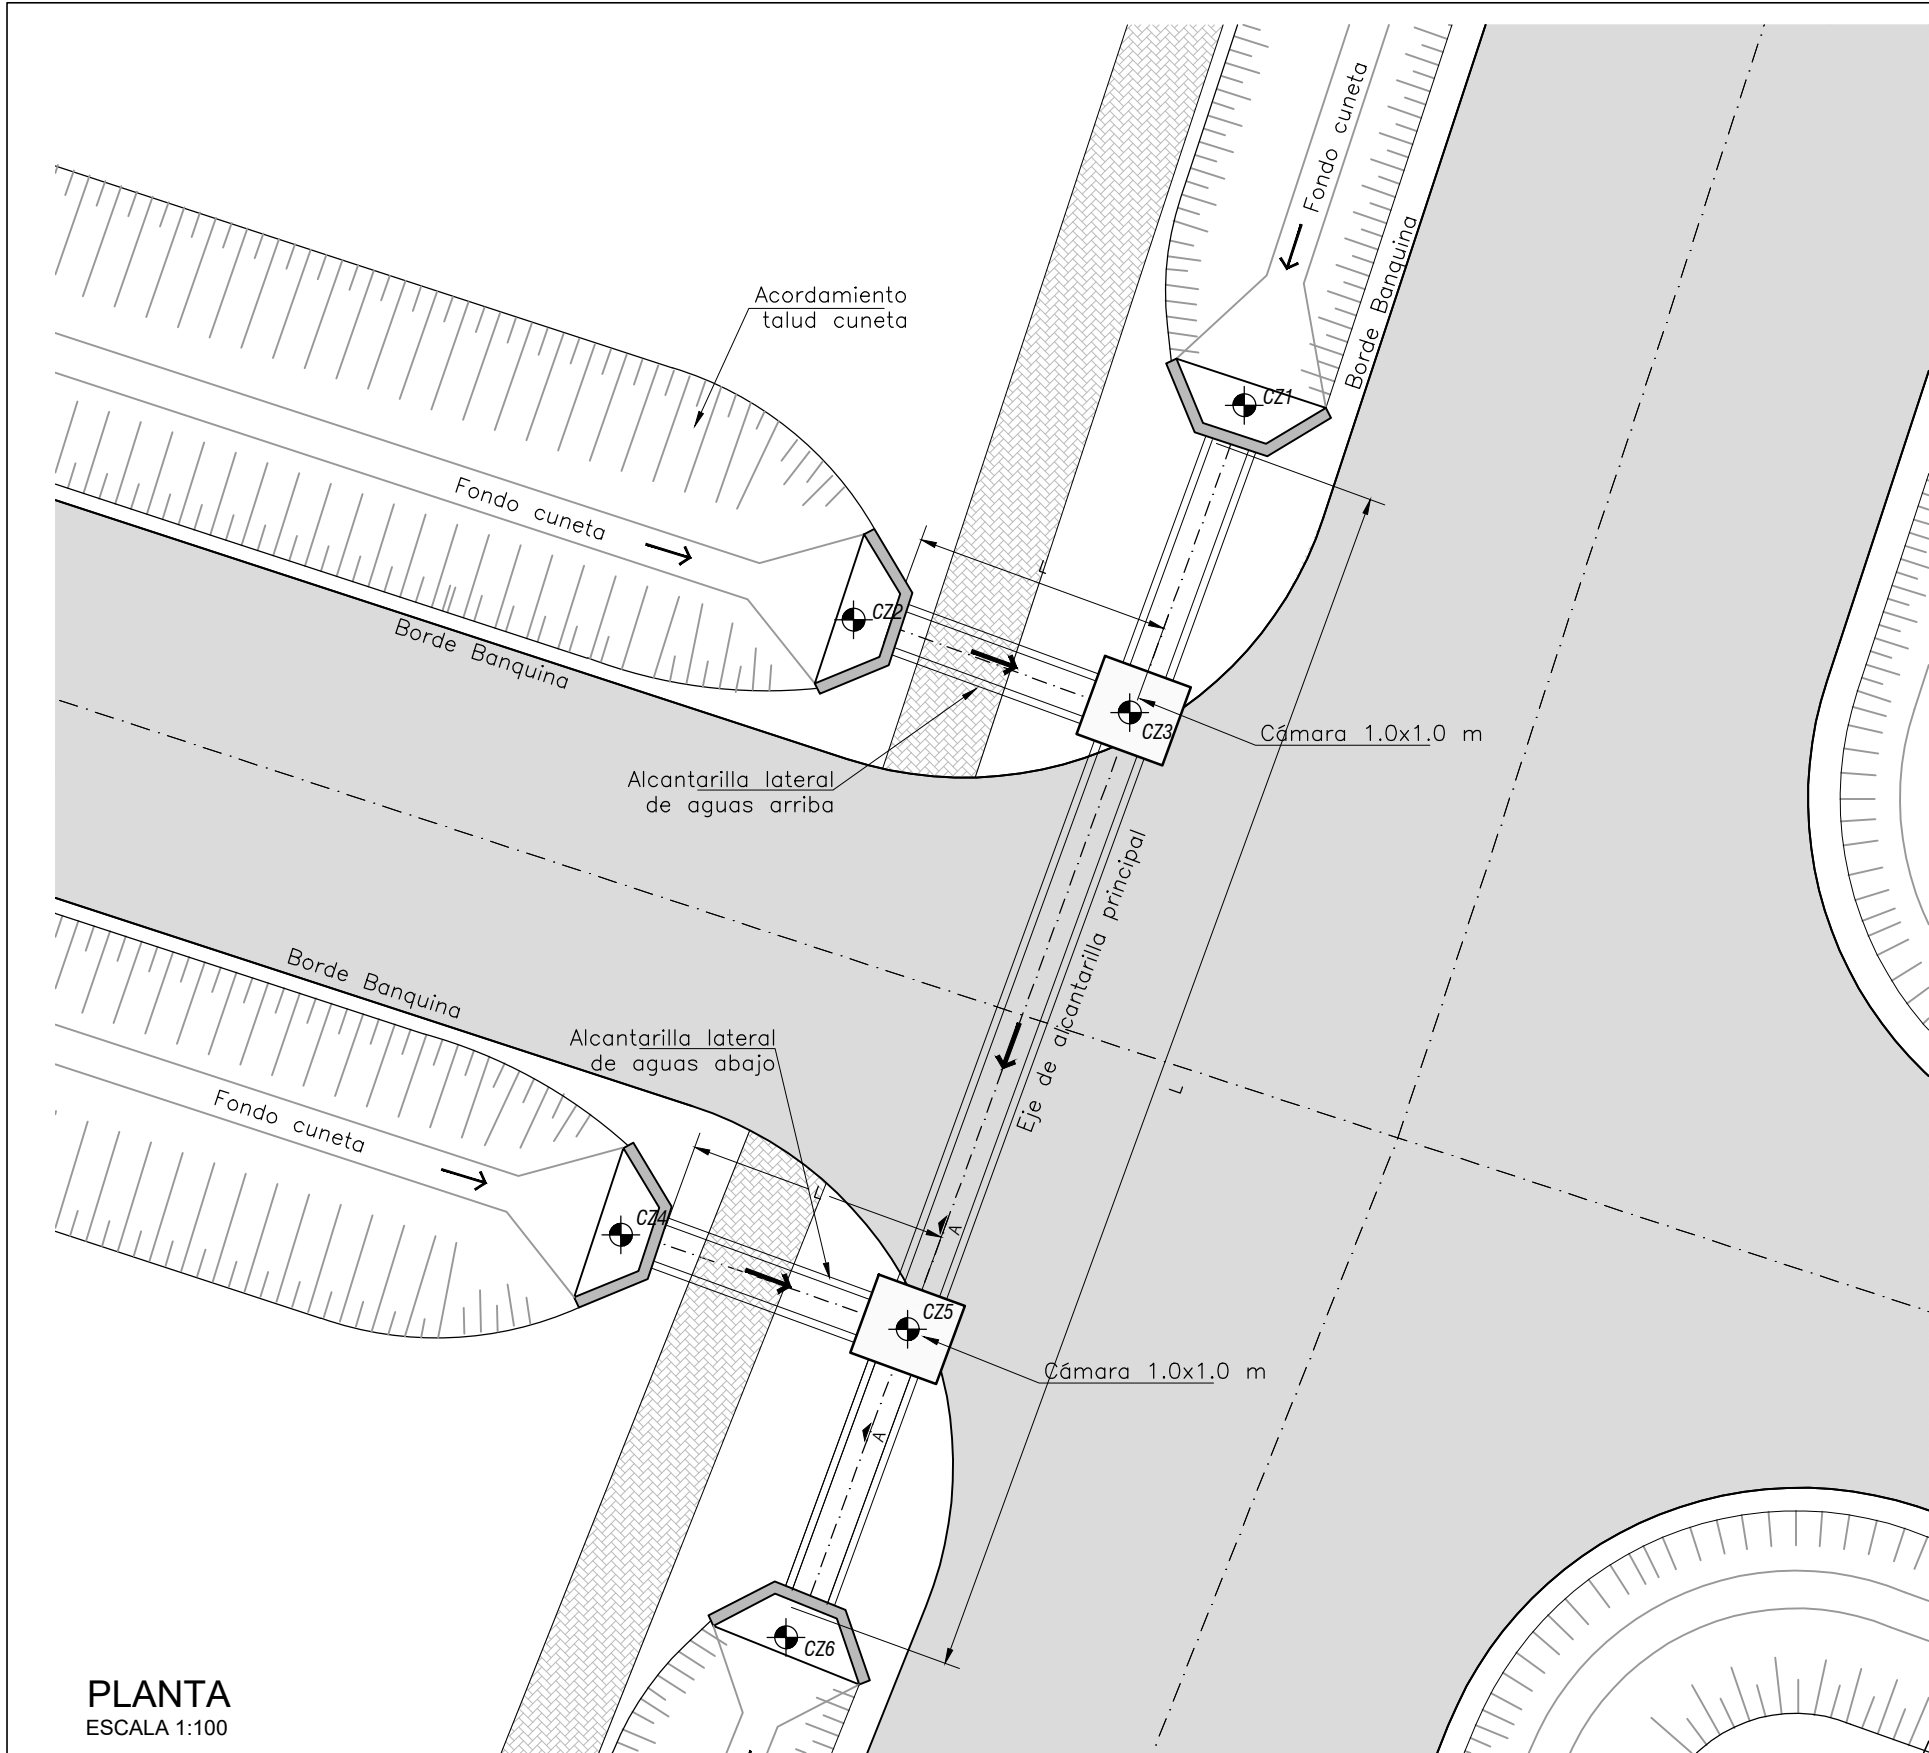 Fondo cuneta
Borde Banquina
Acordamiento
talud cuneta
CZ1
Fondo cuneta
L
CZ2
Borde Banquina
CZ3
Cámara 1.0x1.0 m
Alcantarilla lateral
de aguas arriba
Eje de alcantarilla principal
Borde Banquina
Alcantarilla lateral
de aguas abajo
L
Fondo cuneta
L
CZ4
A
CZ5
Cámara 1.0x1.0 m
A
CZ6
PLANTA
ESCALA 1:100